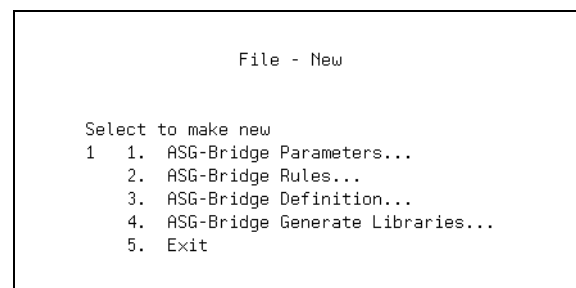 File - New
Select to make new
1 1. ASG-Bridge Parameters...
2. ASG-Bridge Rules...
3. ASG-Bridge Definition...
4. ASG-Bridge Generate Libraries...
5. Exit